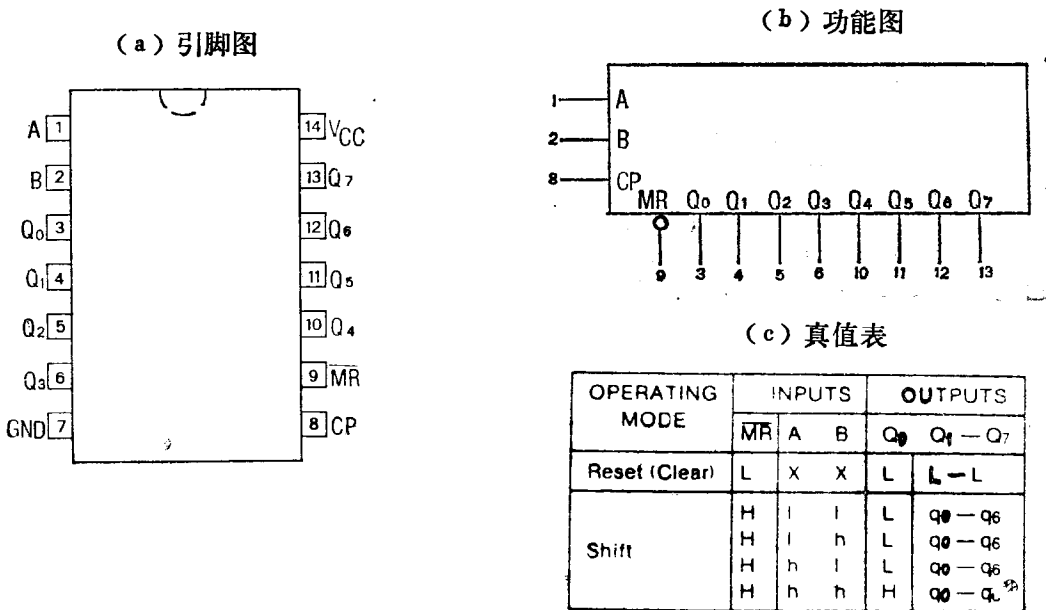 (a) 引脚图
A 1
B 2
Q0 3
Q1 4
Q2 5
Q3 6
GND 7
14 VCC
13 Q7
12 Q6
11 Q5
10 Q4
9 M̅R̅
8 CP
(b) 功能图
1 A
2 B
8 CP
MR Q0 Q1 Q2 Q3 Q4 Q5 Q6 Q7
9 3 4 5 6 10 11 12 13
(c) 真值表
OPERATING MODE INPUTS OUTPUTS
M̅R̅ A B Q0 Q1 — Q7
Reset (Clear) L X X L L — L
Shift
H l l L q0 — q6
H l h L q0 — q6
H h l L q0 — q6
H h h H q0 —